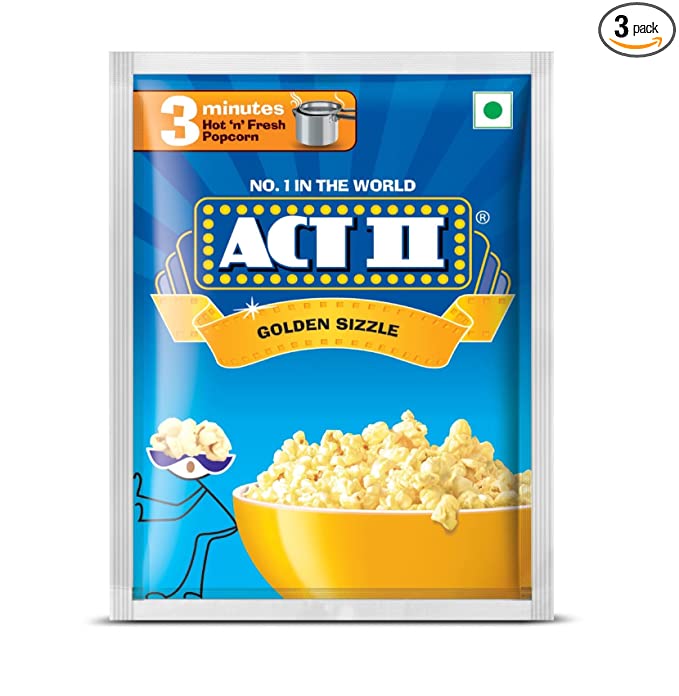 3 pack
3 minutes
Hot 'n' Fresh
Popcorn
NO. 1 IN THE WORLD
ACT II ®
GOLDEN SIZZLE